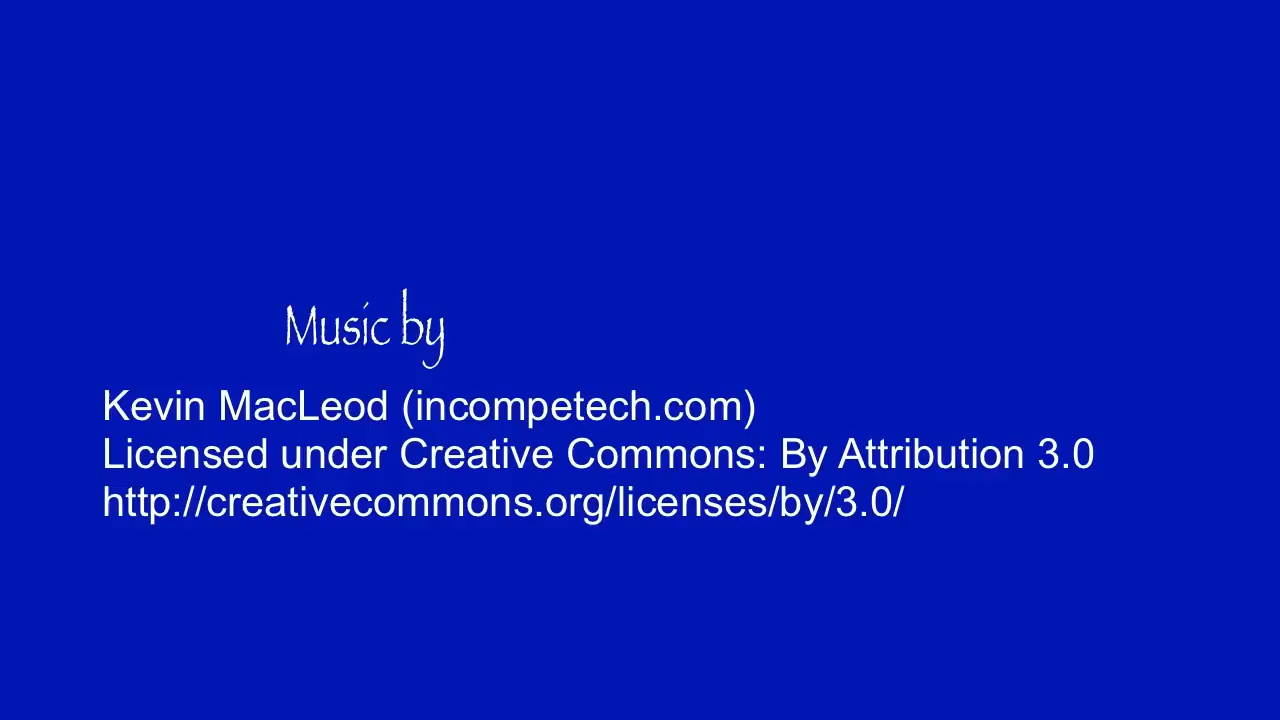 Music by
Kevin MacLeod (incompetech.com)
Licensed under Creative Commons: By Attribution 3.0
http://creativecommons.org/licenses/by/3.0/